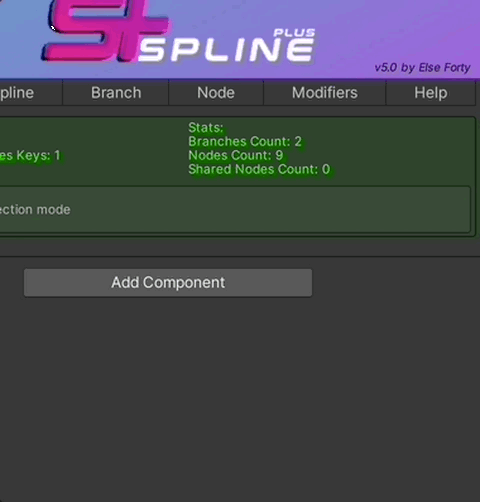 S+
PLUS
SPLINE
v5.0 by Else Forty
pline Branch Node Modifiers Help
Stats:
Branches Count: 2
es Keys: 1 Nodes Count: 9
Shared Nodes Count: 0
ection mode
Add Component